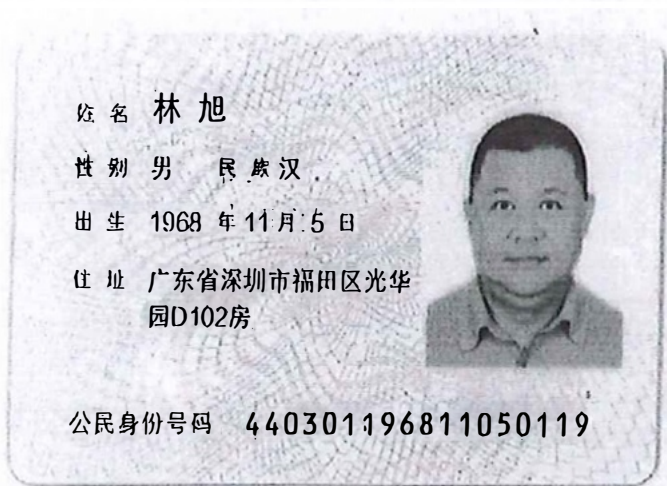 姓名 林旭
性别 男 民族汉
出生 1968 年 11 月 5 日
住址 广东省深圳市福田区光华
园D102房
公民身份号码 440301196811050119